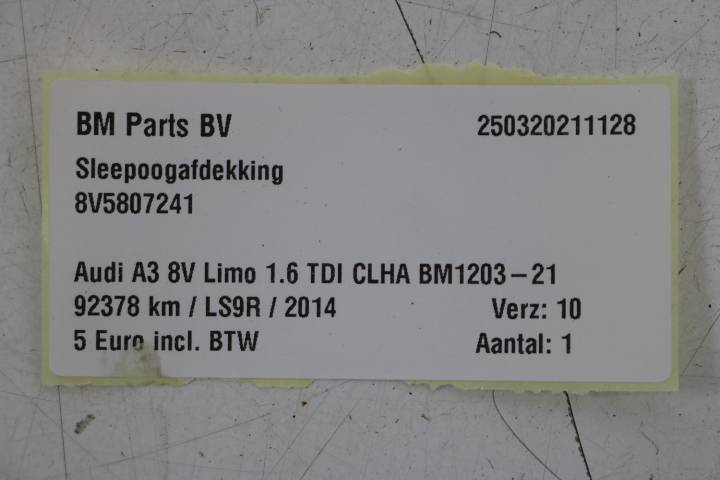 BM Parts BV 250320211128
Sleepoogafdekking
8V5807241
Audi A3 8V Limo 1.6 TDI CLHA BM1203-21
92378 km / LS9R / 2014 Verz: 10
5 Euro incl. BTW Aantal: 1